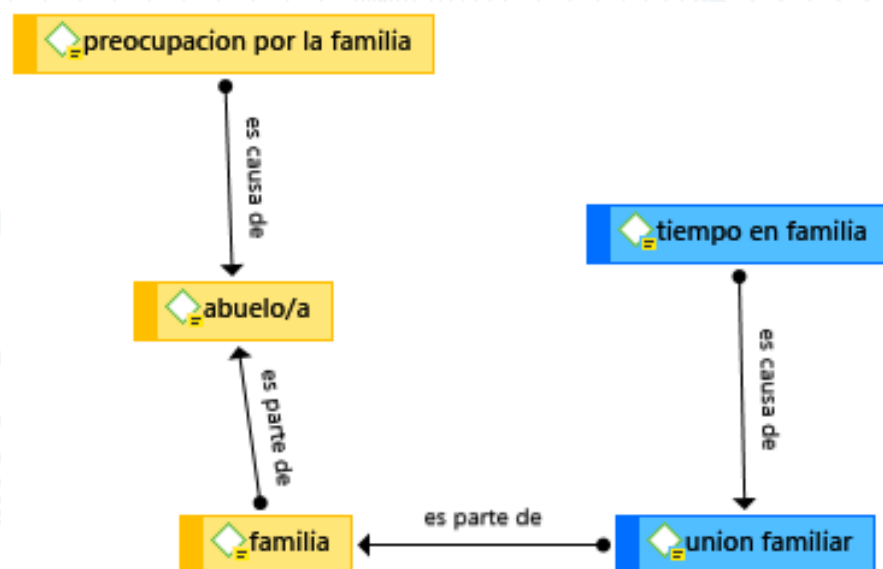 preocupacion por la familia
es causa de
tiempo en familia
abuelo/a
es causa de
es parte de
es parte de
familia
union familiar